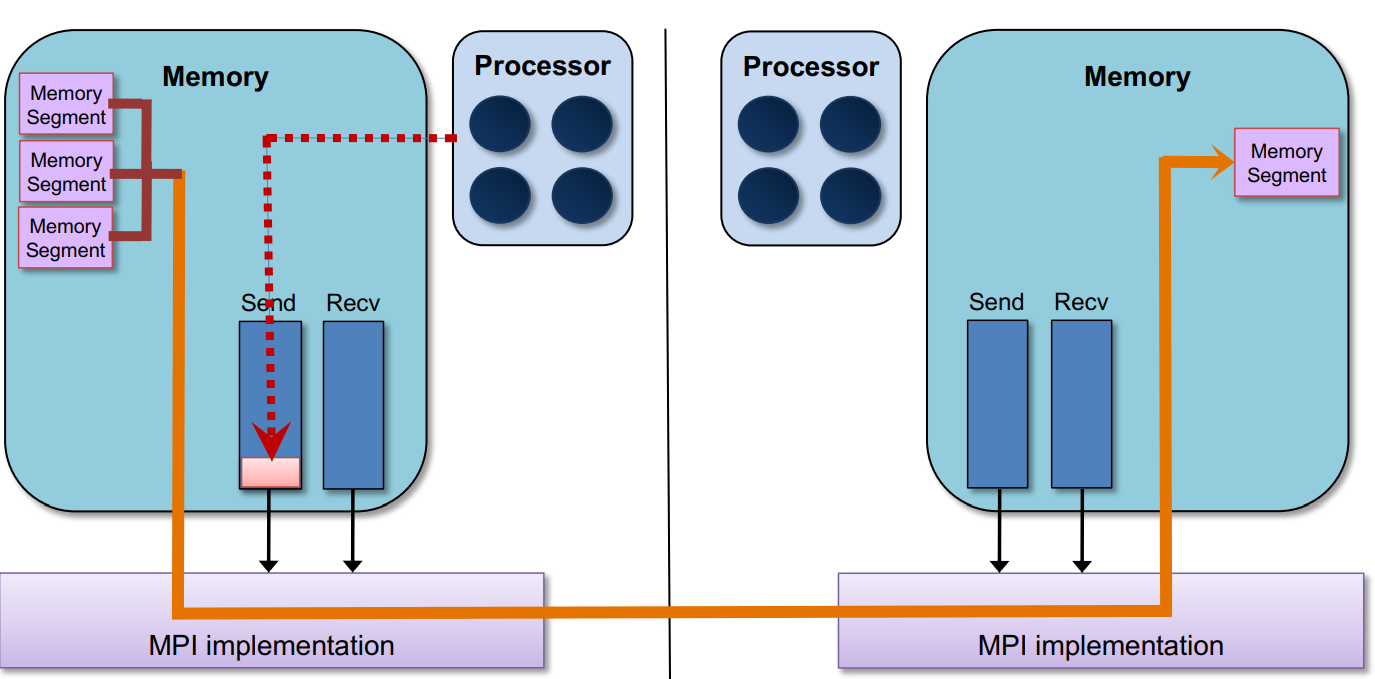 Memory
Memory
Segment
Memory
Segment
Memory
Segment
Send
Recv
Processor
MPI implementation
Processor
Memory
Memory
Segment
Send
Recv
MPI implementation